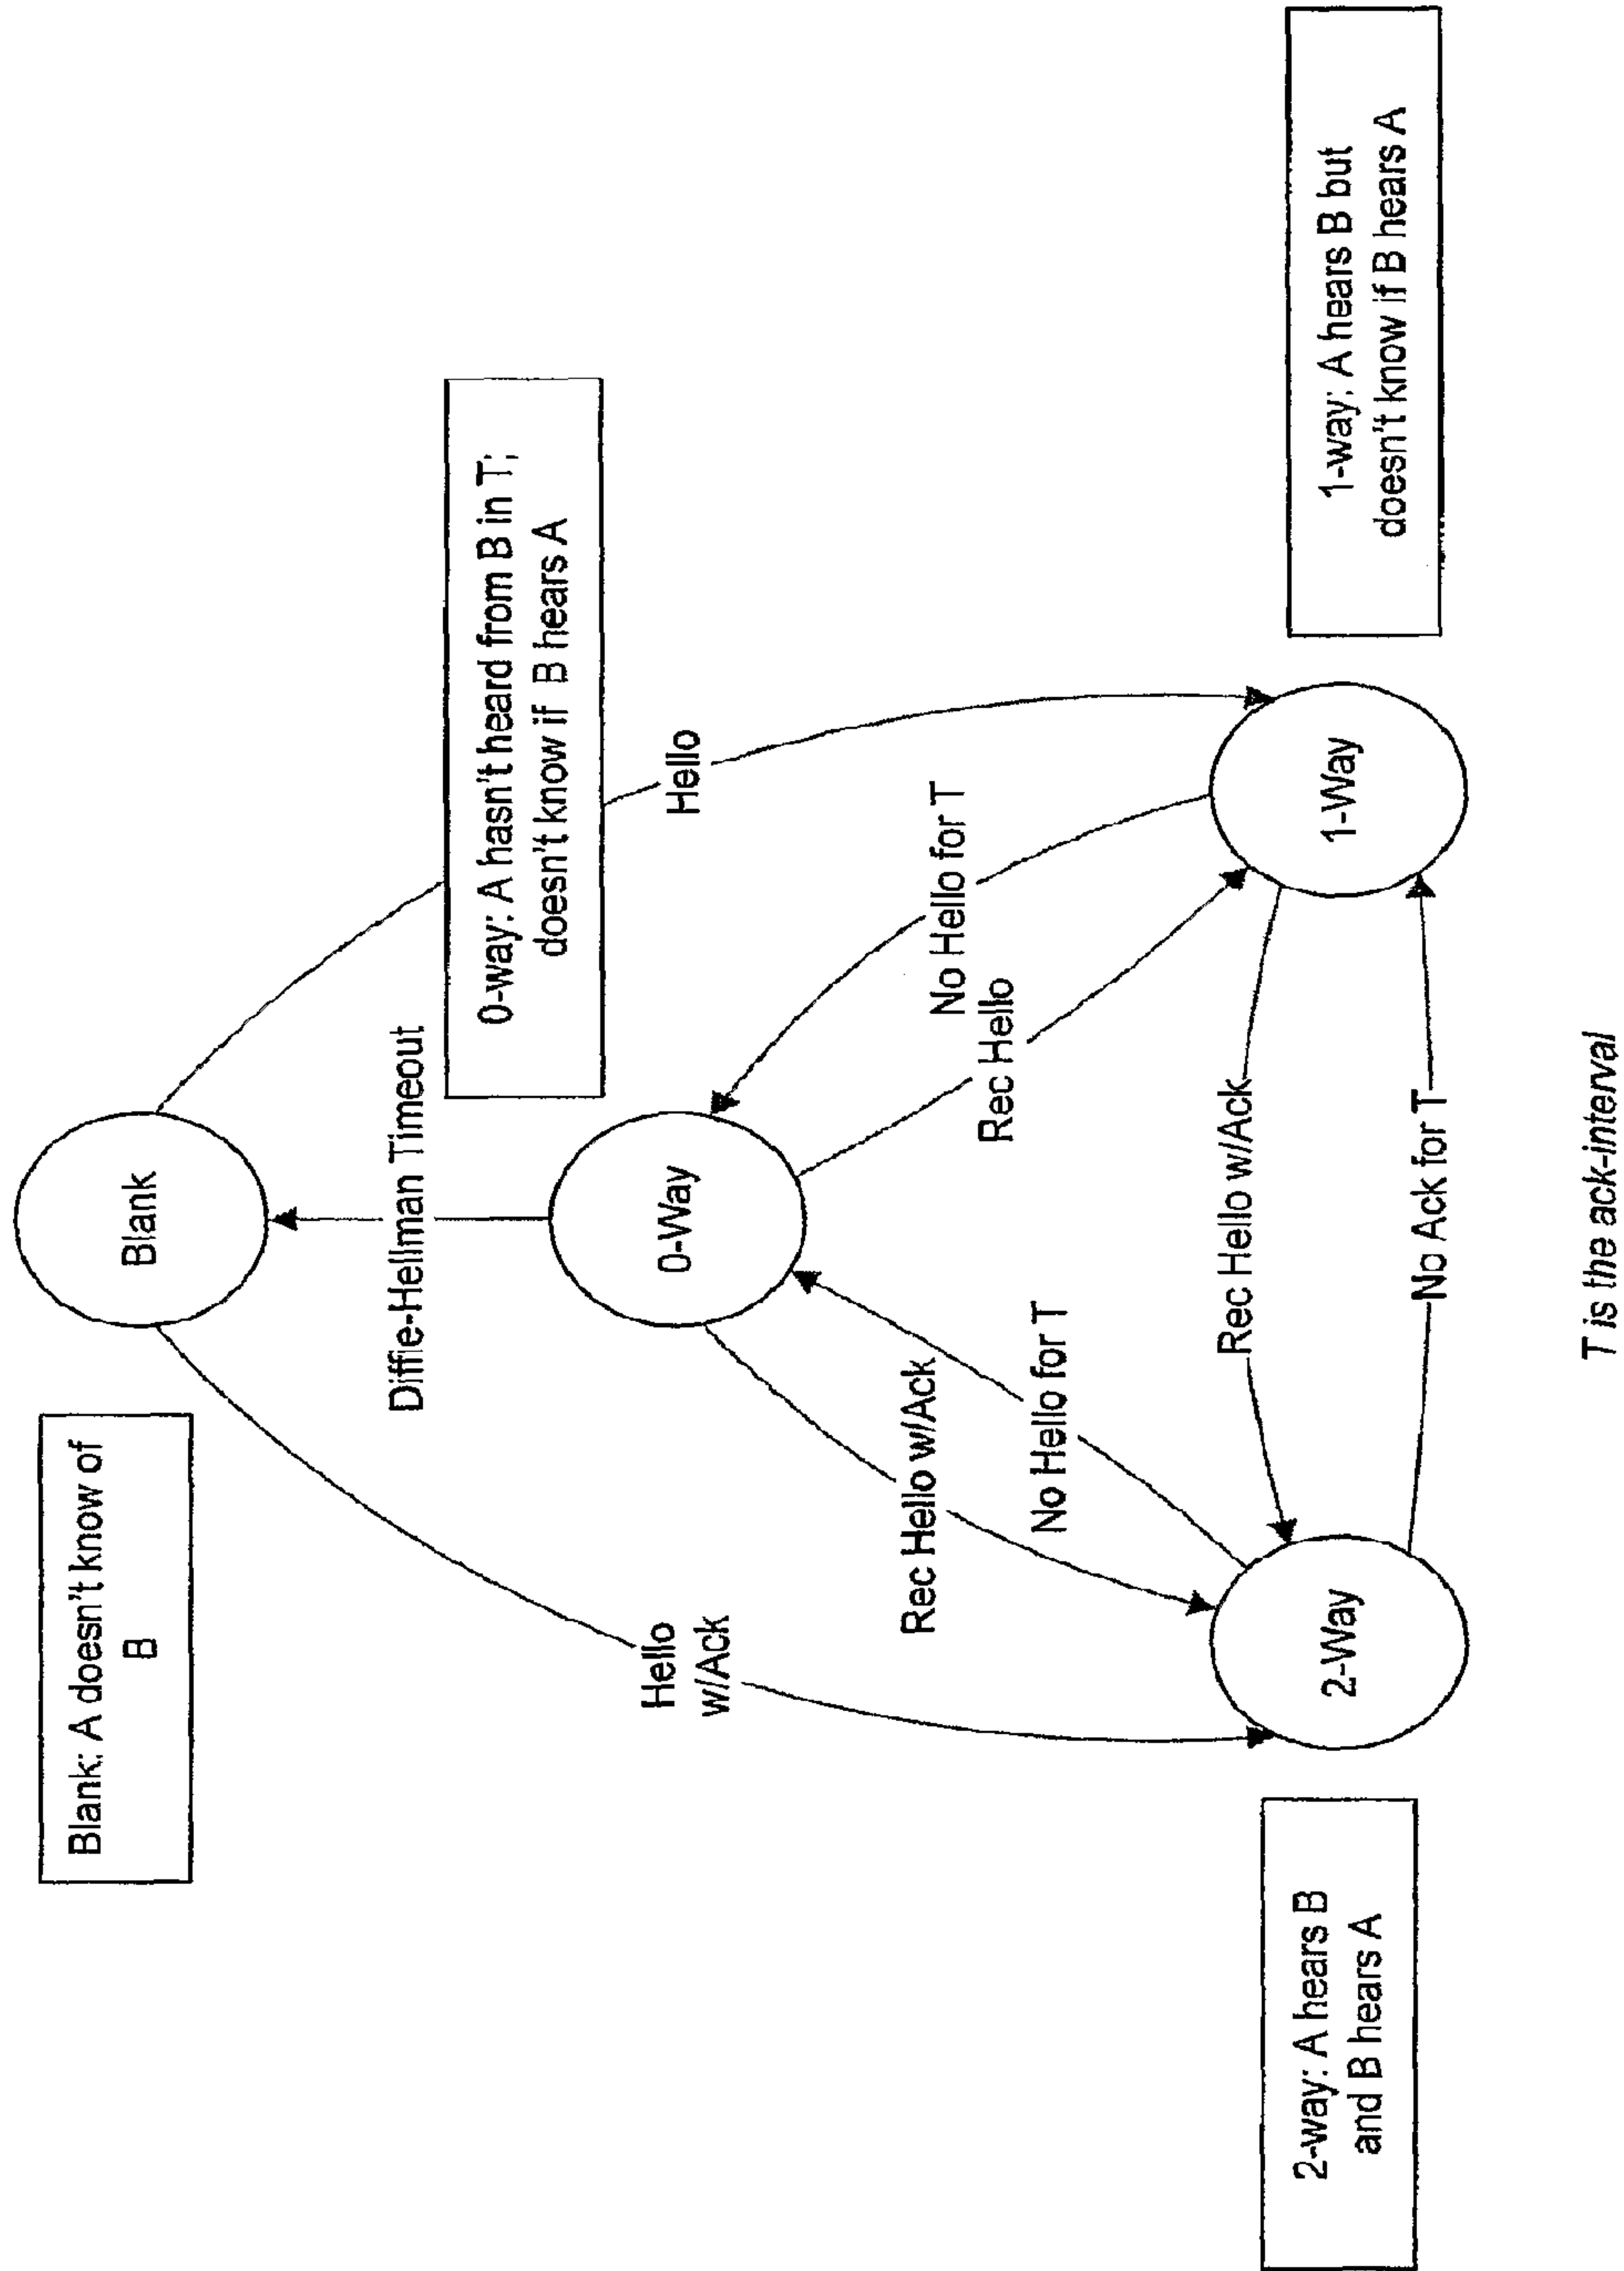 Blank: A doesn't know of
B
Blank
Diffie-Hellman Timeout
0-way: A hasn't heard from B in T;
doesn't know if B hears A
Hello
w/Ack
Hello
0-Way
Rec Hello w/Ack
No Hello for T
No Hello for T
Rec Hello
2-way: A hears B
and B hears A
2-Way
Rec Hello w/Ack
No Ack for T
1-Way
1-way: A hears B but
doesn't know if B hears A
T is the ack-interval